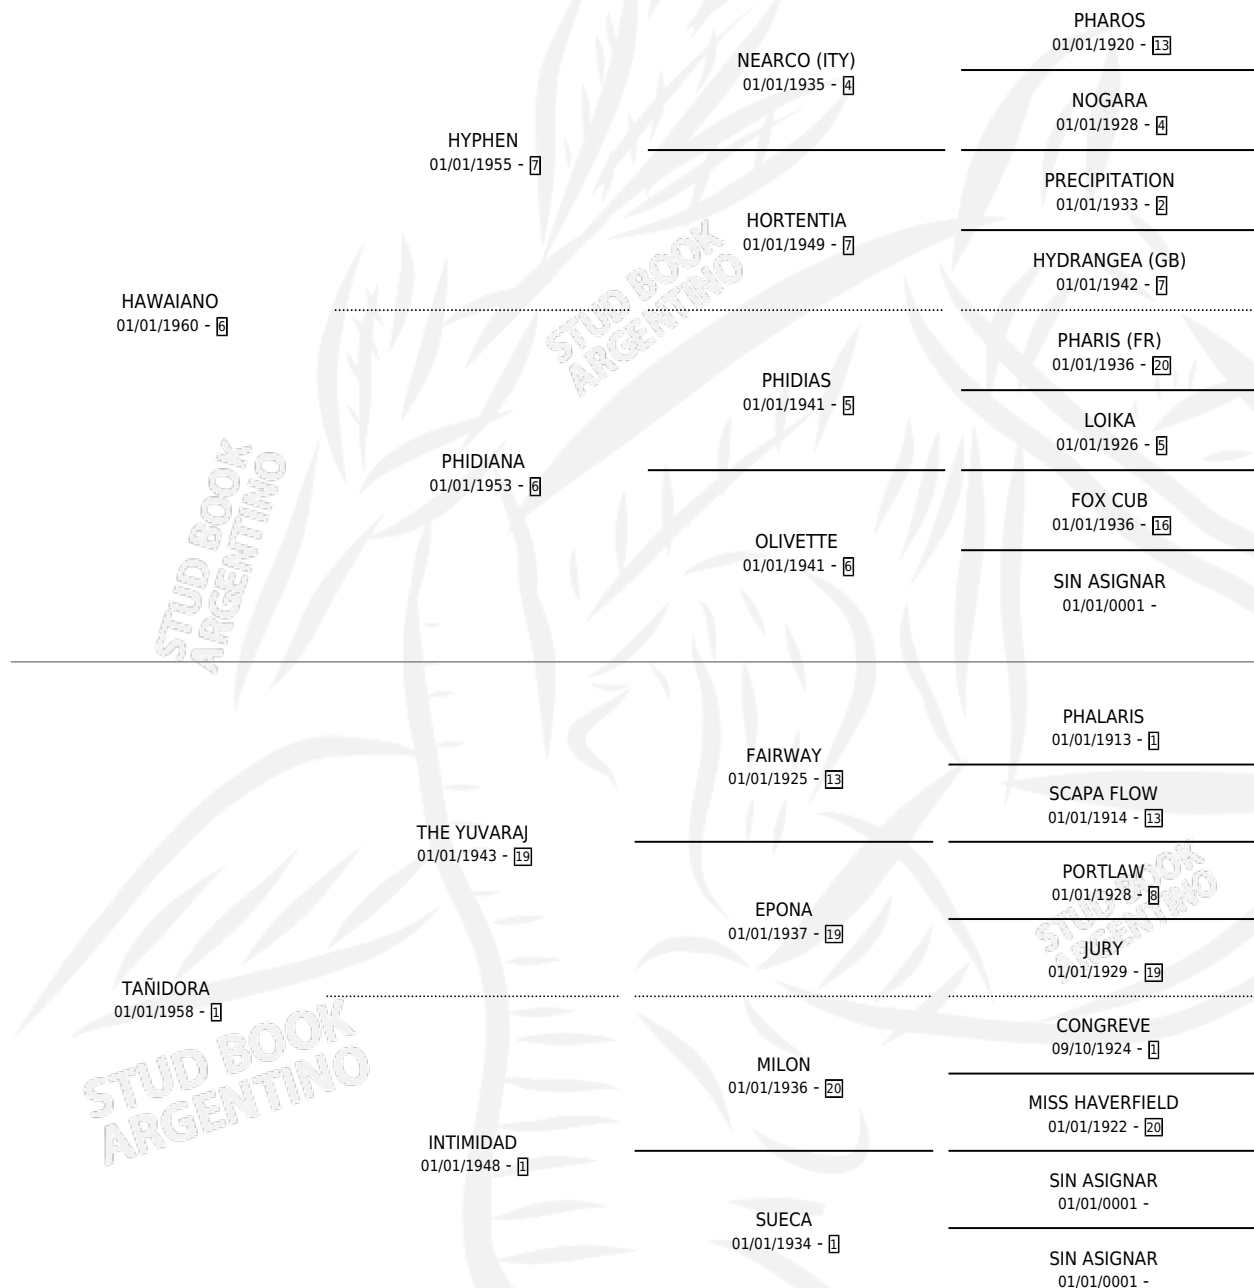 PHAROS
01/01/1920 - 13
NEARCO (ITY)
01/01/1935 - 4
NOGARA
01/01/1928 - 4
HYPHEN
01/01/1955 - 7
PRECIPITATION
01/01/1933 - 2
HORTENTIA
01/01/1949 - 7
HYDRANGEA (GB)
01/01/1942 - 7
HAWAIANO
01/01/1960 - 6
PHARIS (FR)
01/01/1936 - 20
PHIDIAS
01/01/1941 - 5
LOIKA
01/01/1926 - 5
PHIDIANA
01/01/1953 - 6
FOX CUB
01/01/1936 - 16
OLIVETTE
01/01/1941 - 6
SIN ASIGNAR
01/01/0001 -
STUD BOOK
ARGENTINO
STUD BOOK
ARGENTINO
PHALARIS
01/01/1913 - 1
FAIRWAY
01/01/1925 - 13
SCAPA FLOW
01/01/1914 - 13
THE YUVARAJ
01/01/1943 - 19
PORTLAW
01/01/1928 - 8
EPONA
01/01/1937 - 19
JURY
01/01/1929 - 19
STUD BOOK
ARGENTINO
TAÑIDORA
01/01/1958 - 1
CONGREVE
09/10/1924 - 1
MILON
01/01/1936 - 20
MISS HAVERFIELD
01/01/1922 - 20
STUD BOOK
ARGENTINO
INTIMIDAD
01/01/1948 - 1
SIN ASIGNAR
01/01/0001 -
SUECA
01/01/1934 - 1
SIN ASIGNAR
01/01/0001 -